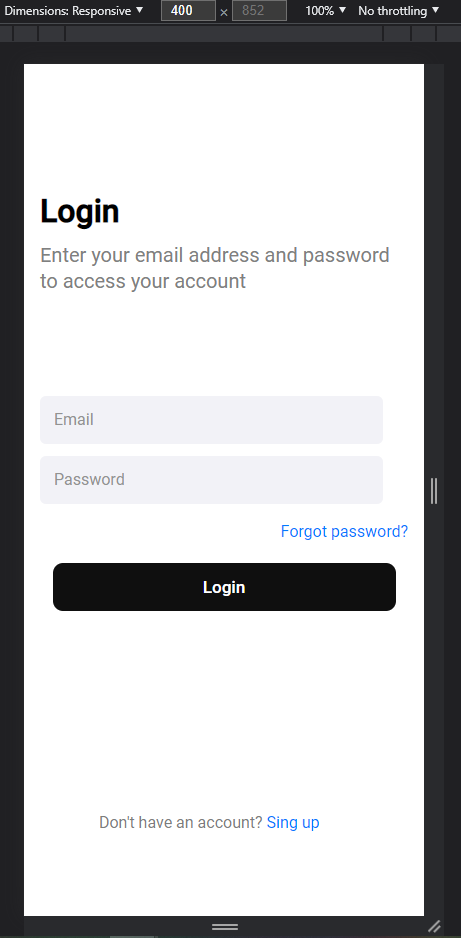 Dimensions: Responsive ▼ 400 × 852 100% ▼ No throttling ▼
Login
Enter your email address and password
to access your account
Email
Password
Forgot password?
Login
Don't have an account? Sing up